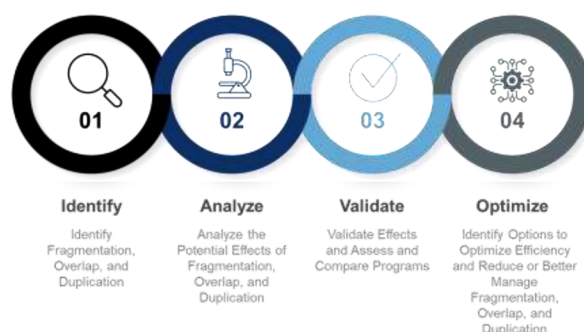 01
02
03
04
Identify
Analyze
Validate
Optimize
Identify
Fragmentation,
Overlap, and
Duplication
Analyze the
Potential Effects of
Fragmentation,
Overlap, and
Duplication
Validate Effects
and Assess and
Compare Programs
Identify Options to
Optimize Efficiency
and Reduce or Better
Manage
Fragmentation,
Overlap, and
Duplication